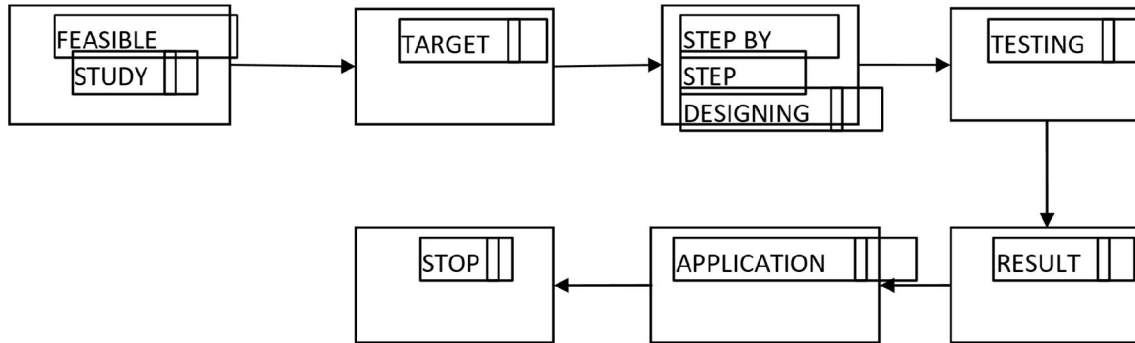 FEASIBLE
STUDY
TARGET
STEP BY
STEP
DESIGNING
TESTING
RESULT
APPLICATION
STOP